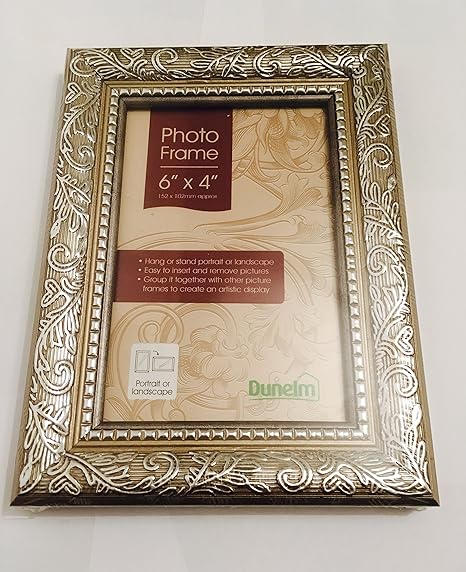 Photo
Frame
6" x 4"
152 x 102mm approx
• Hang or stand portrait or landscape
• Easy to insert and remove pictures
• Group it together with other picture
frames to create an artistic display
Portrait or
landscape
Dunelm